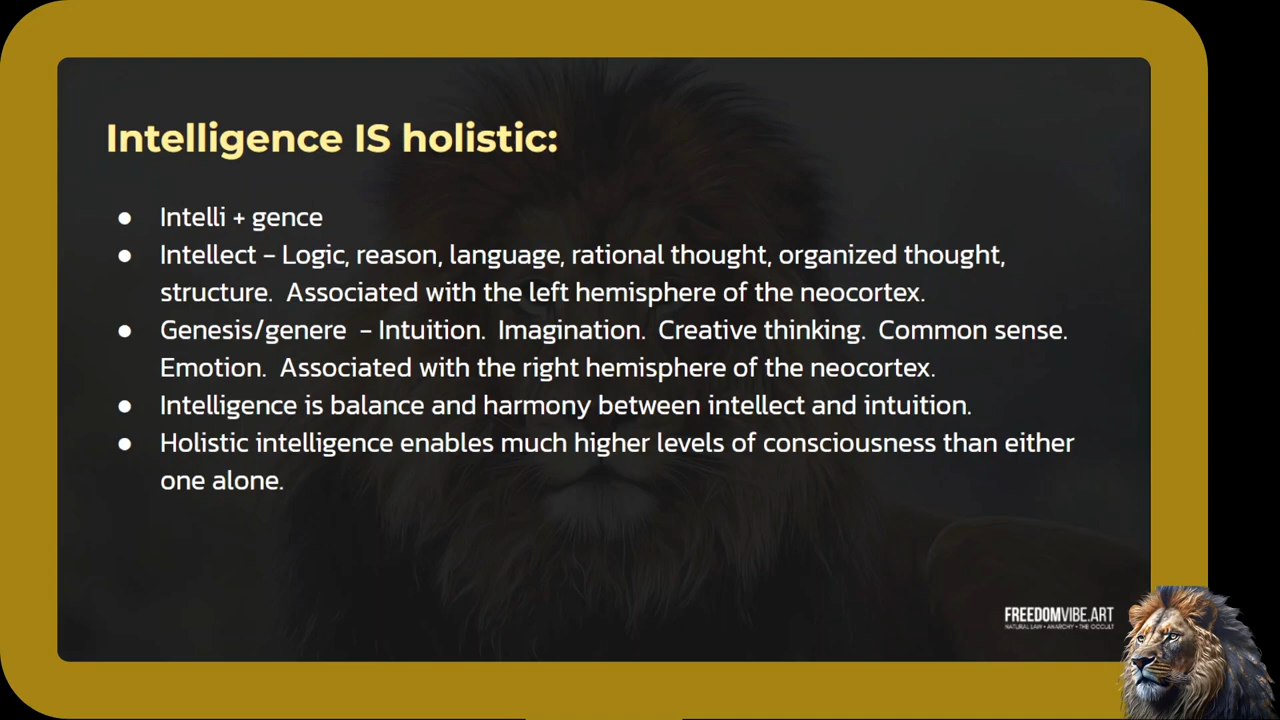 Intelligence IS holistic:
● Intelli + gence
● Intellect – Logic, reason, language, rational thought, organized thought,
structure. Associated with the left hemisphere of the neocortex.
● Genesis/genere – Intuition. Imagination. Creative thinking. Common sense.
Emotion. Associated with the right hemisphere of the neocortex.
● Intelligence is balance and harmony between intellect and intuition.
● Holistic intelligence enables much higher levels of consciousness than either
one alone.
FREEDOMVIBE.ART
NATURAL LAW • ANARCHY • THE OCCULT